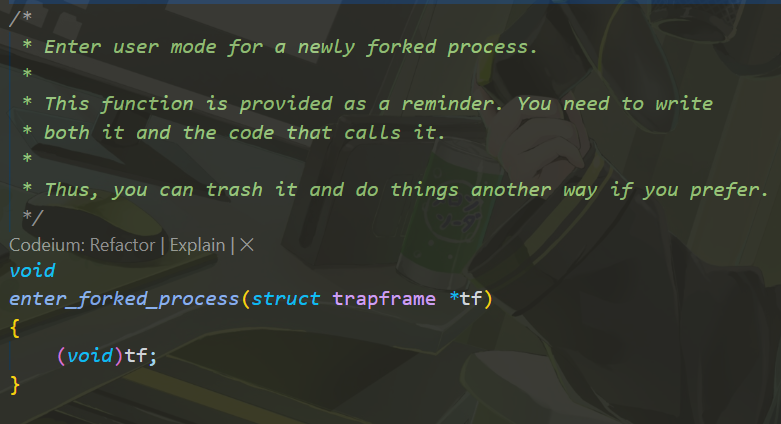 /*
 * Enter user mode for a newly forked process.
 *
 * This function is provided as a reminder. You need to write
 * both it and the code that calls it.
 *
 * Thus, you can trash it and do things another way if you prefer.
 */
Codeium: Refactor | Explain | ×
void
enter_forked_process(struct trapframe *tf)
{
    (void)tf;
}